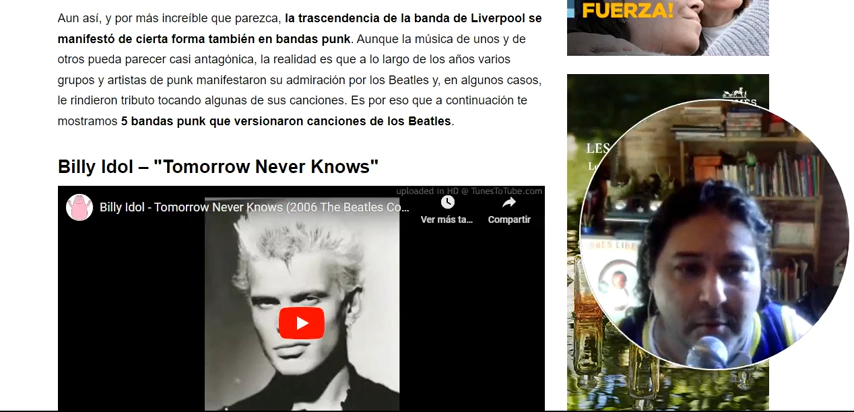 Aun así, y por más increíble que parezca, la trascendencia de la banda de Liverpool se
manifestó de cierta forma también en bandas punk. Aunque la música de unos y de
otros pueda parecer casi antagónica, la realidad es que a lo largo de los años varios
grupos y artistas de punk manifestaron su admiración por los Beatles y, en algunos casos,
le rindieron tributo tocando algunas de sus canciones. Es por eso que a continuación te
mostramos 5 bandas punk que versionaron canciones de los Beatles.
Billy Idol – "Tomorrow Never Knows"
uploaded in HD @ TunesToTube.com
Billy Idol - Tomorrow Never Knows (2006 The Beatles Co...
Ver más ta...
Compartir
FUERZA!
LES